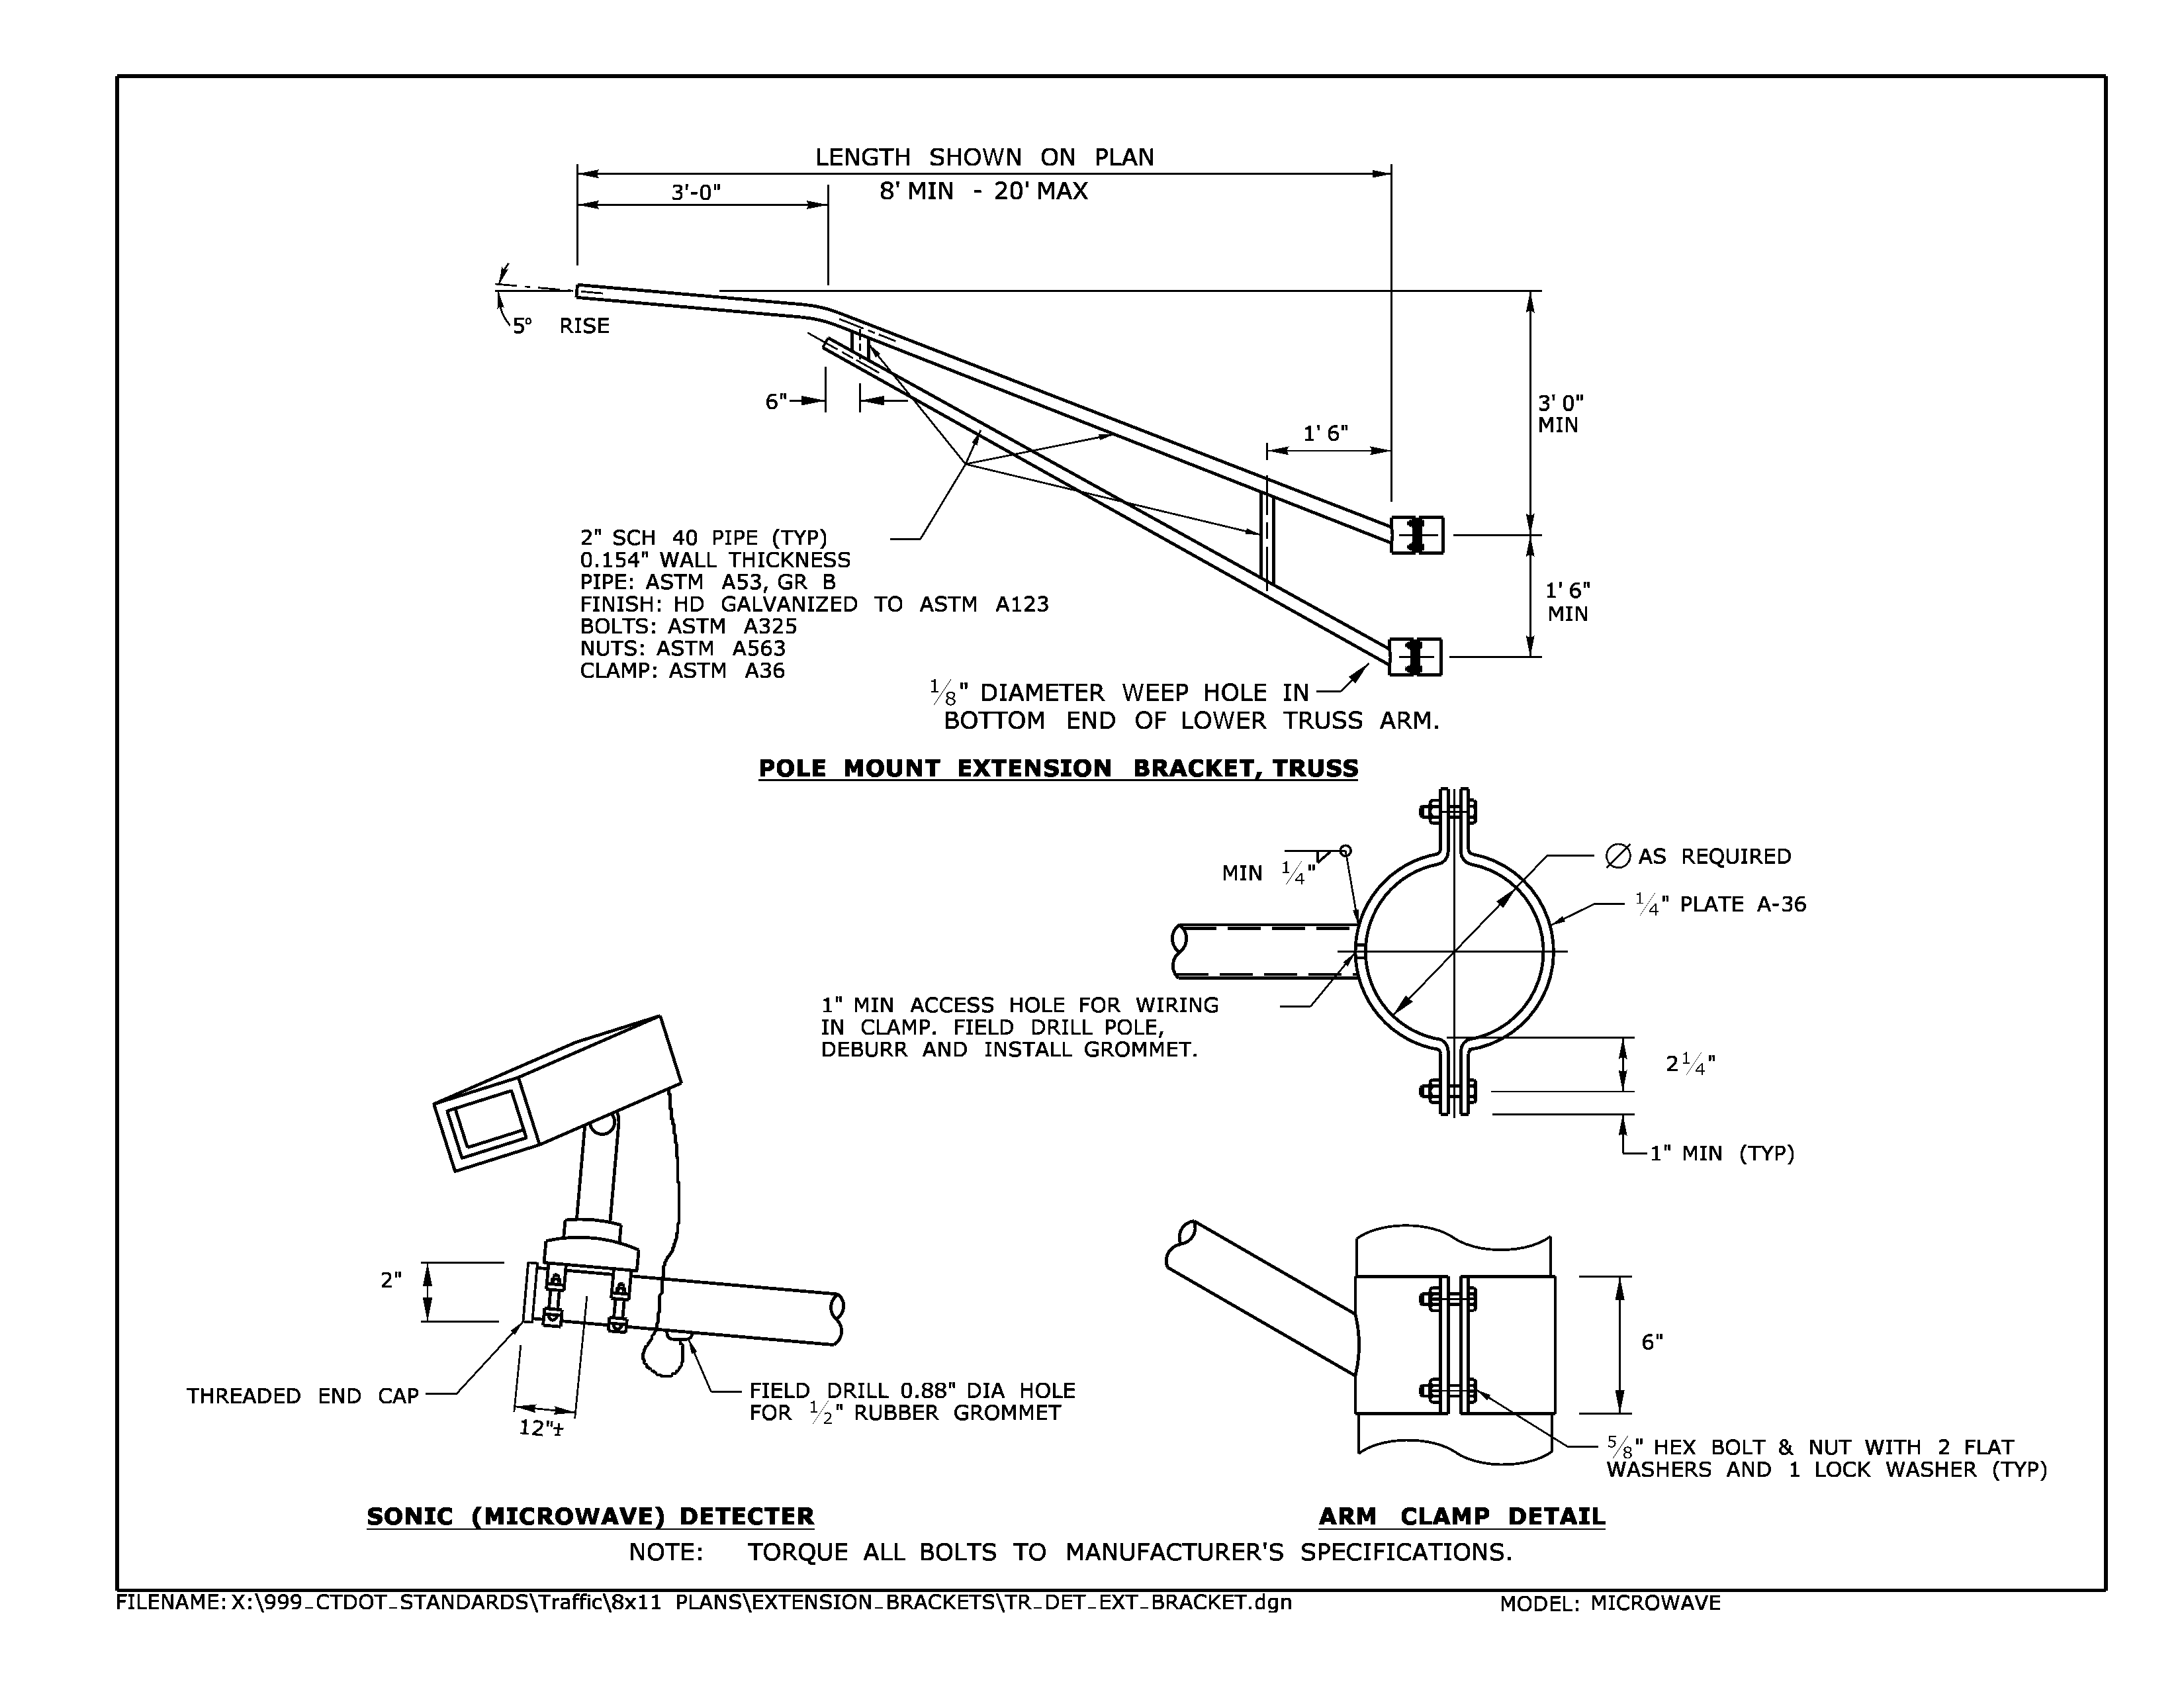 LENGTH SHOWN ON PLAN
3'-0"
8' MIN - 20' MAX
5° RISE
6"
3' 0"
MIN
1' 6"
2" SCH 40 PIPE (TYP)
0.154" WALL THICKNESS
PIPE: ASTM A53, GR B
FINISH: HD GALVANIZED TO ASTM A123
BOLTS: ASTM A325
NUTS: ASTM A563
CLAMP: ASTM A36
1' 6"
MIN
1/8" DIAMETER WEEP HOLE IN
BOTTOM END OF LOWER TRUSS ARM.
POLE MOUNT EXTENSION BRACKET, TRUSS
MIN 1/4"
Ø AS REQUIRED
1/4" PLATE A-36
1" MIN ACCESS HOLE FOR WIRING
IN CLAMP. FIELD DRILL POLE,
DEBURR AND INSTALL GROMMET.
2 1/4"
1" MIN (TYP)
2"
THREADED END CAP
12"±
FIELD DRILL 0.88" DIA HOLE
FOR 1/2" RUBBER GROMMET
6"
5/8" HEX BOLT & NUT WITH 2 FLAT
WASHERS AND 1 LOCK WASHER (TYP)
SONIC (MICROWAVE) DETECTER
ARM CLAMP DETAIL
NOTE: TORQUE ALL BOLTS TO MANUFACTURER'S SPECIFICATIONS.
FILENAME: X:\999_CTDOT_STANDARDS\Traffic\8x11 PLANS\EXTENSION_BRACKETS\TR_DET_EXT_BRACKET.dgn
MODEL: MICROWAVE